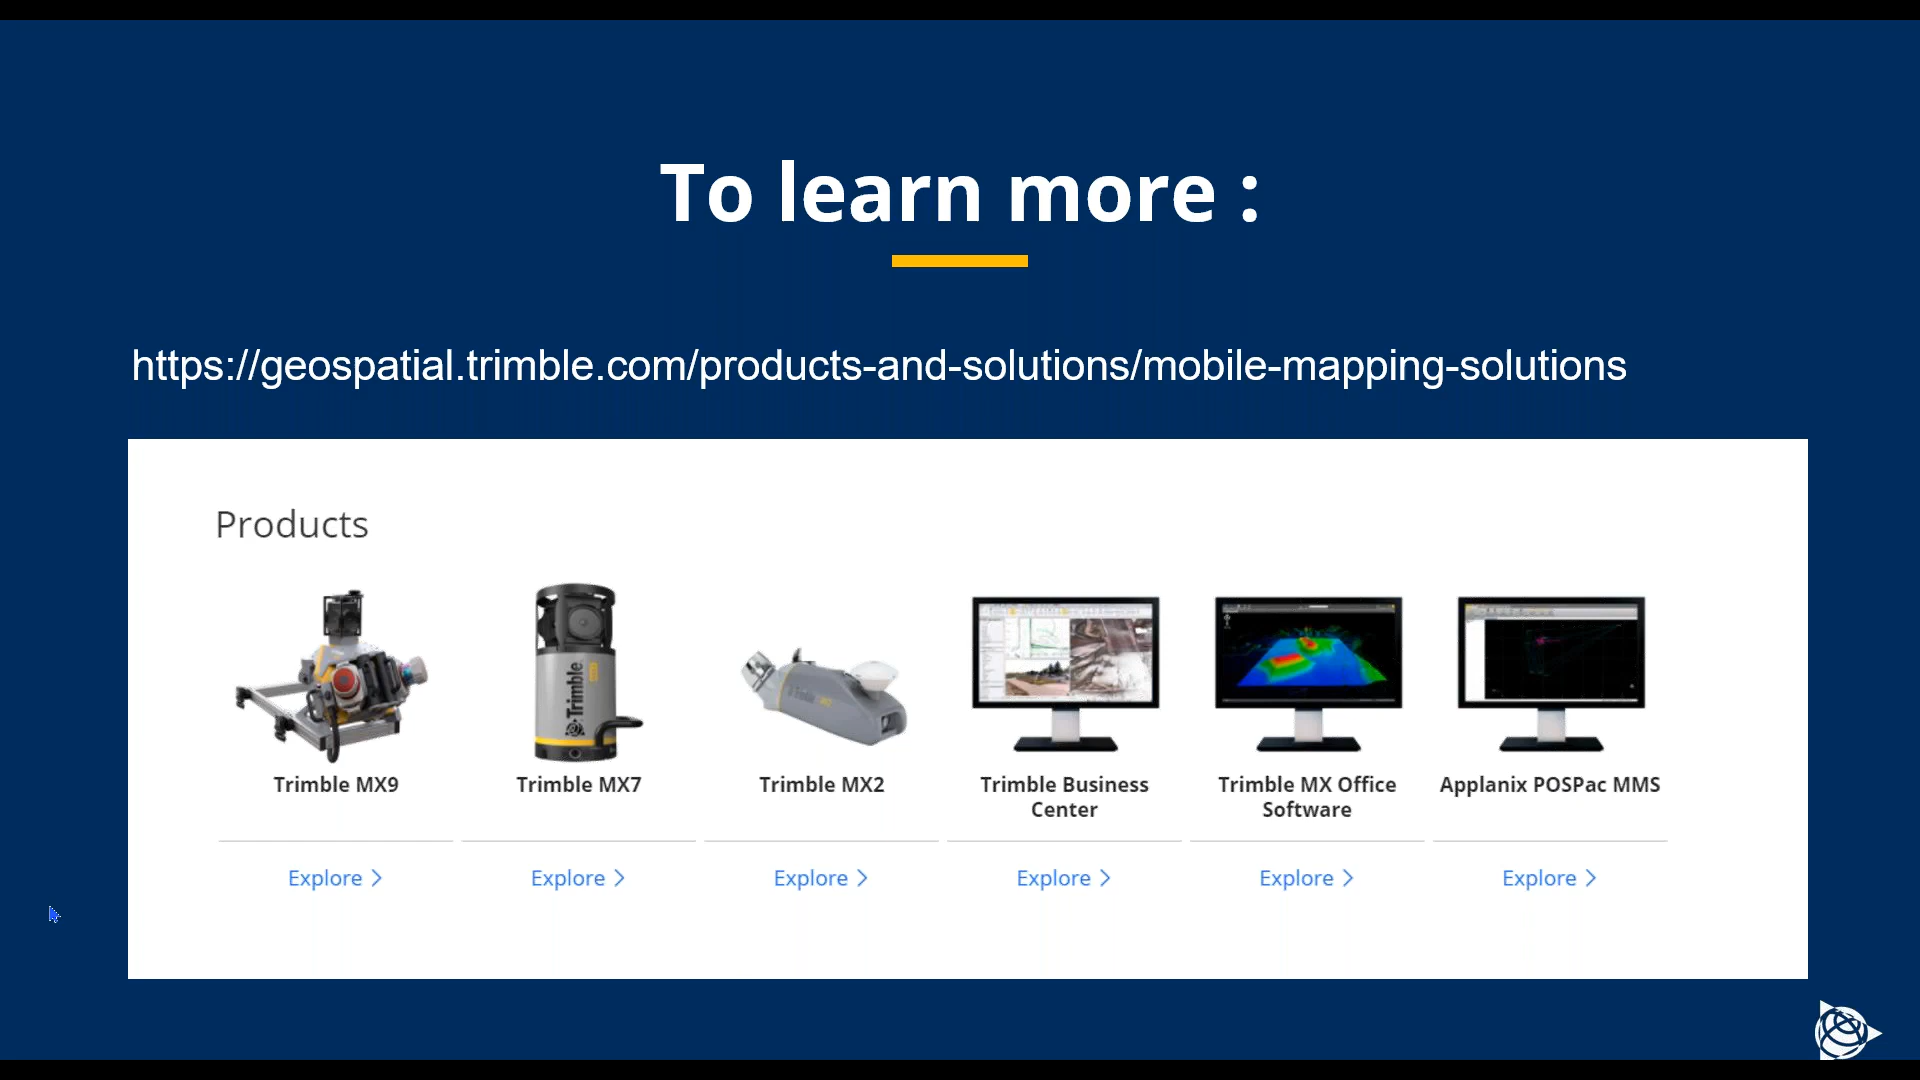 To learn more :
https://geospatial.trimble.com/products-and-solutions/mobile-mapping-solutions
Products
Trimble
Trimble MX9
Trimble MX7
Trimble MX2
Trimble Business
Center
Trimble MX Office
Software
Applanix POSPac MMS
Explore
Explore
Explore
Explore
Explore
Explore